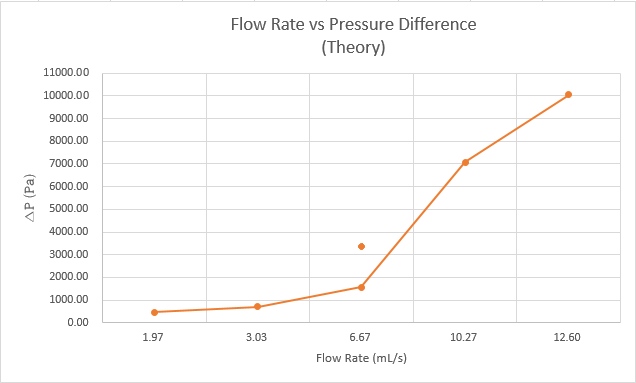 Flow Rate vs Pressure Difference
(Theory)
11000.00
10000.00
9000.00
8000.00
7000.00
6000.00
5000.00
4000.00
3000.00
2000.00
1000.00
0.00
△P (Pa)
1.97 3.03 6.67 10.27 12.60
Flow Rate (mL/s)